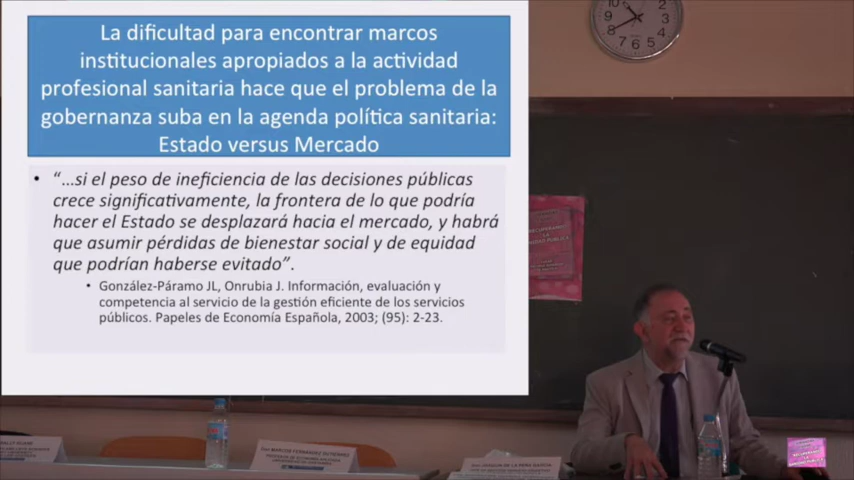 La dificultad para encontrar marcos
institucionales apropiados a la actividad
profesional sanitaria hace que el problema de la
gobernanza suba en la agenda política sanitaria:
Estado versus Mercado
• “...si el peso de ineficiencia de las decisiones públicas
crece significativamente, la frontera de lo que podría
hacer el Estado se desplazará hacia el mercado, y habrá
que asumir pérdidas de bienestar social y de equidad
que podrían haberse evitado”.
• González-Páramo JL, Onrubia J. Información, evaluación y
competencia al servicio de la gestión eficiente de los servicios
públicos. Papeles de Economía Española, 2003; (95): 2-23.
RECUPERANDO
LA